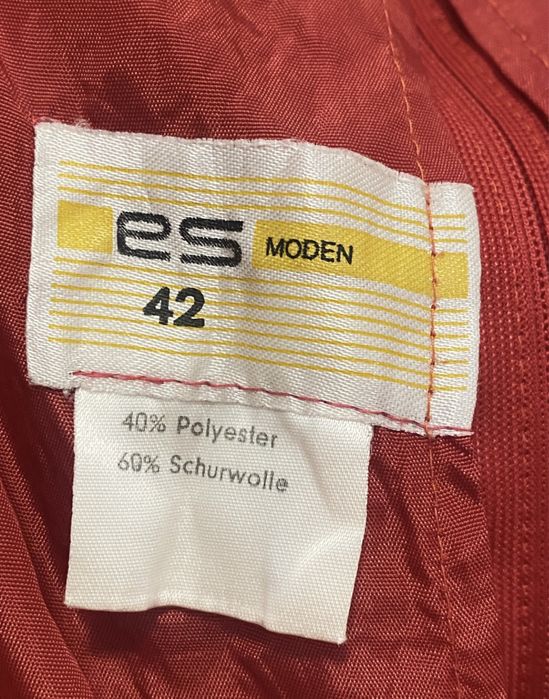 es MODEN
42
40% Polyester
60% Schurwolle